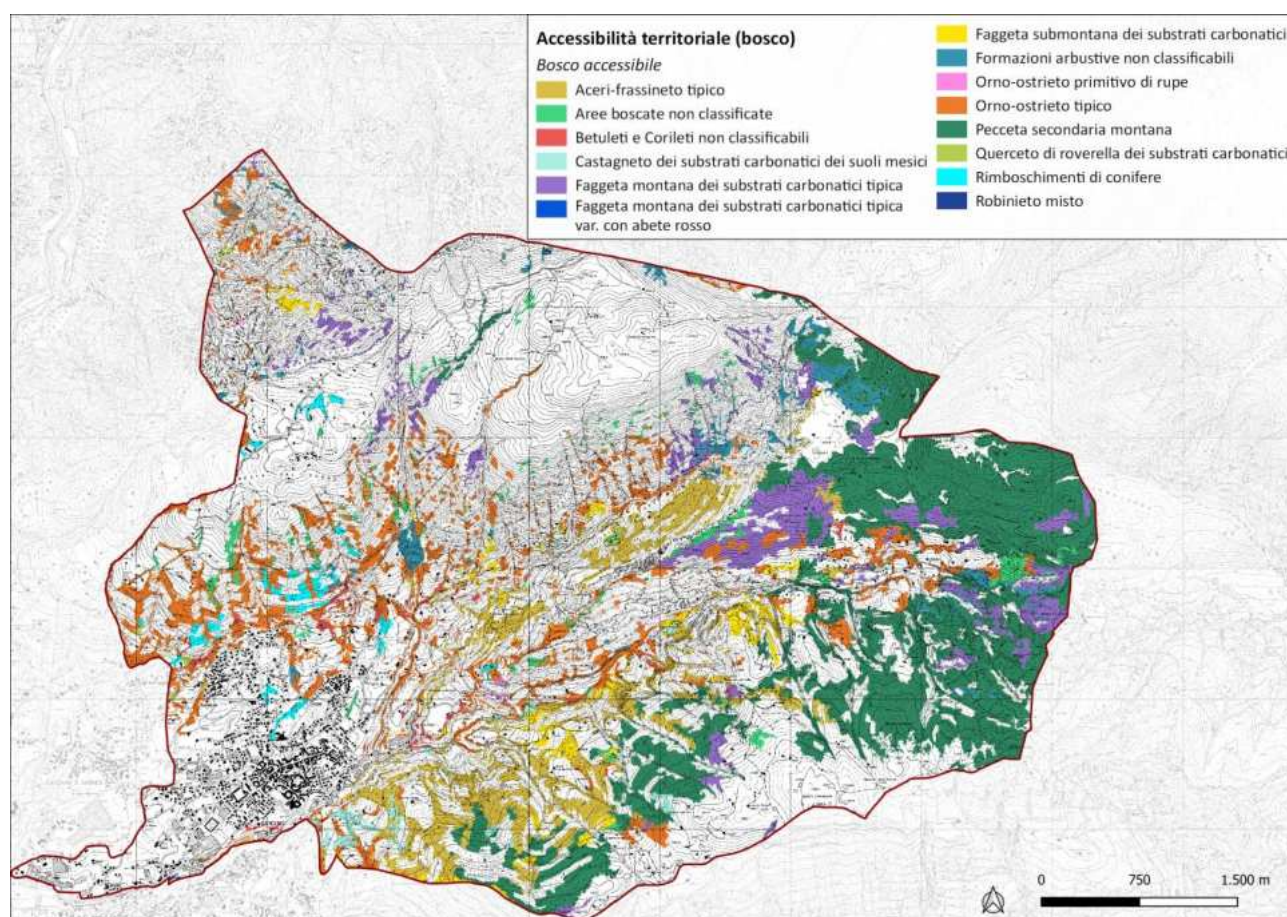 Accessibilità territoriale (bosco)
Bosco accessibile
Aceri-frassineto tipico
Aree boscate non classificate
Betuleti e Corileti non classificabili
Castagneto dei substrati carbonatici dei suoli mesici
Faggeta montana dei substrati carbonatici tipica
Faggeta montana dei substrati carbonatici tipica
var. con abete rosso
Faggeta submontana dei substrati carbonatici
Formazioni arbustive non classificabili
Orno-ostrieto primitivo di rupe
Orno-ostrieto tipico
Pecceta secondaria montana
Querceto di roverella dei substrati carbonatici
Rimboschimenti di conifere
Robinieto misto
0 750 1.500 m